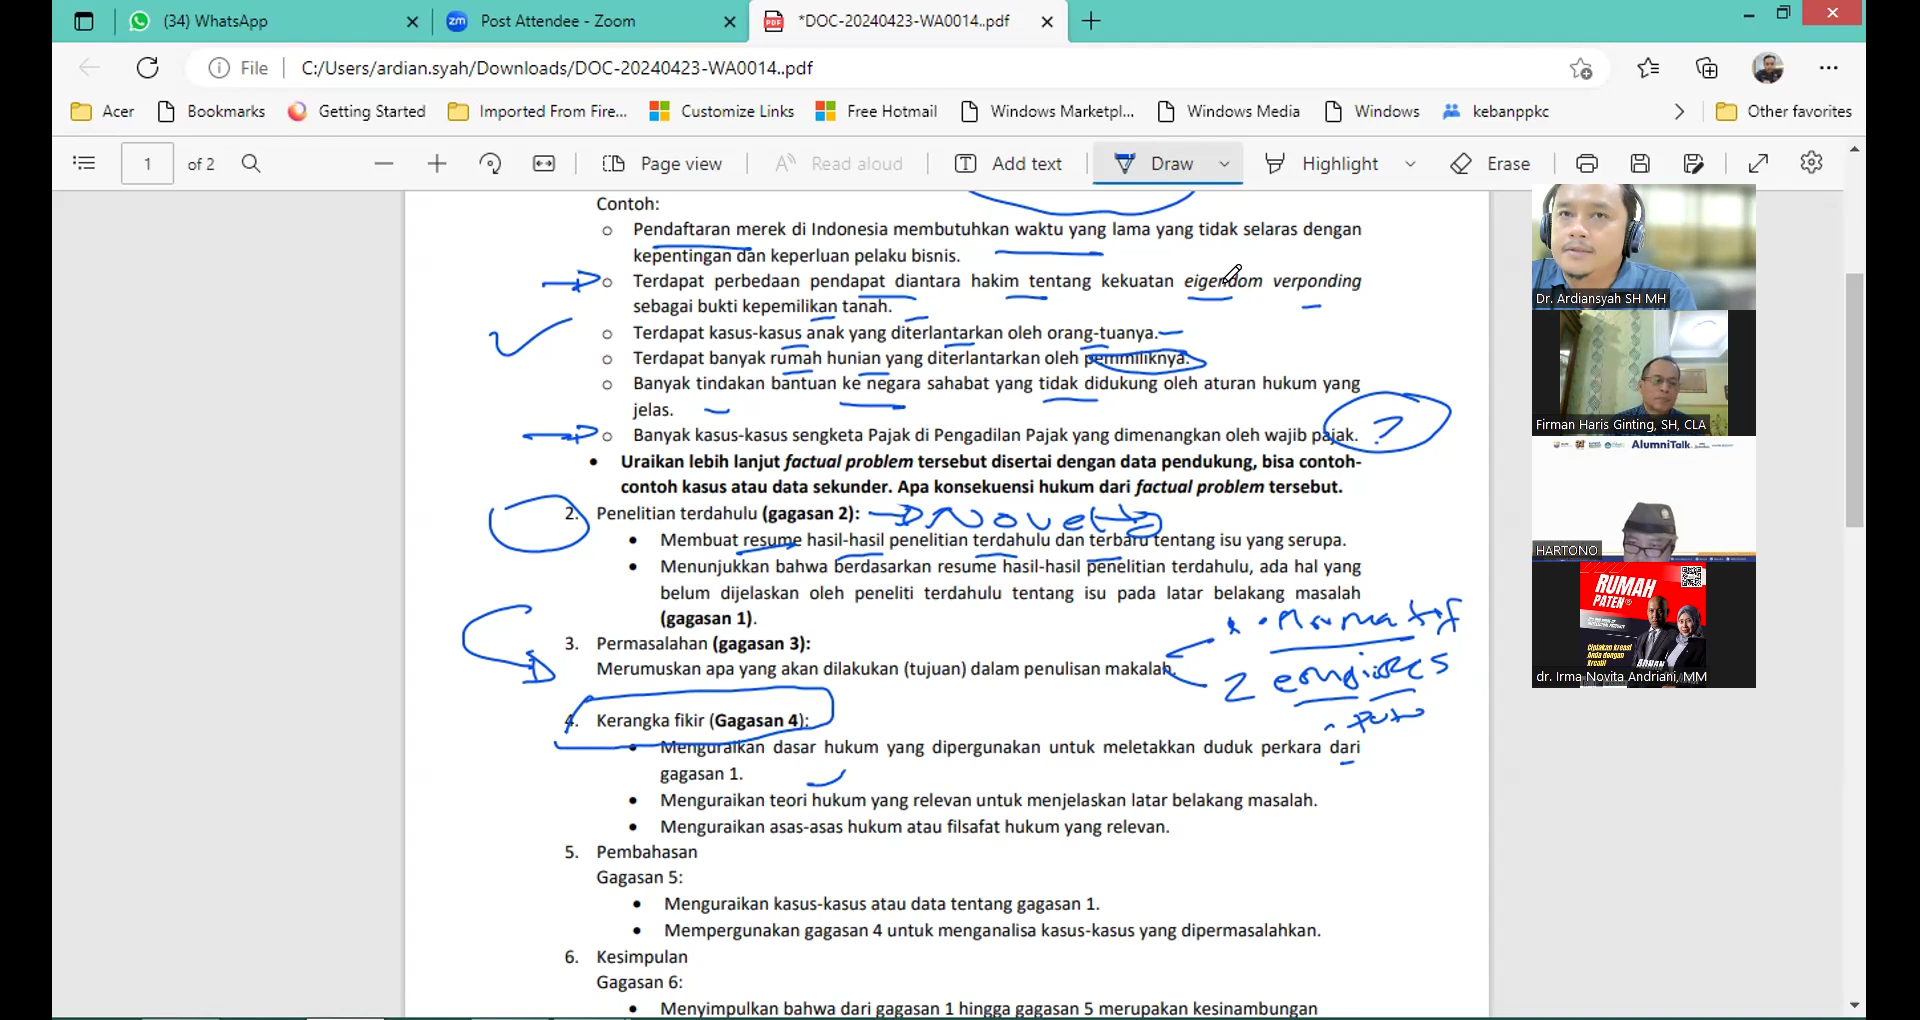 (34) WhatsApp
Post Attendee - Zoom
*DOC-20240423-WA0014..pdf
File
C:/Users/ardian.syah/Downloads/DOC-20240423-WA0014..pdf
Acer
Bookmarks
Getting Started
Imported From Fire...
Customize Links
Free Hotmail
Windows Marketpl...
Windows Media
Windows
kebanppkc
Other favorites
1 of 2
Page view
Read aloud
Add text
Draw
Highlight
Erase
Contoh:
o Pendaftaran merek di Indonesia membutuhkan waktu yang lama yang tidak selaras dengan
kepentingan dan keperluan pelaku bisnis.
o Terdapat perbedaan pendapat diantara hakim tentang kekuatan eigendom verponding
sebagai bukti kepemilikan tanah.
o Terdapat kasus-kasus anak yang diterlantarkan oleh orang-tuanya.
o Terdapat banyak rumah hunian yang diterlantarkan oleh pemmiliknya.
o Banyak tindakan bantuan ke negara sahabat yang tidak didukung oleh aturan hukum yang
jelas.
o Banyak kasus-kasus sengketa Pajak di Pengadilan Pajak yang dimenangkan oleh wajib pajak.
?
• Uraikan lebih lanjut factual problem tersebut disertai dengan data pendukung, bisa contoh-
contoh kasus atau data sekunder. Apa konsekuensi hukum dari factual problem tersebut.
2. Penelitian terdahulu (gagasan 2):
• Membuat resume hasil-hasil penelitian terdahulu dan terbaru tentang isu yang serupa.
• Menunjukkan bahwa berdasarkan resume hasil-hasil penelitian terdahulu, ada hal yang
belum dijelaskan oleh peneliti terdahulu tentang isu pada latar belakang masalah
(gagasan 1).
3. Permasalahan (gagasan 3):
Merumuskan apa yang akan dilakukan (tujuan) dalam penulisan makalah.
Normatif
2
4. Kerangka fikir (Gagasan 4):
• Menguraikan dasar hukum yang dipergunakan untuk meletakkan duduk perkara dari
gagasan 1.
• Menguraikan teori hukum yang relevan untuk menjelaskan latar belakang masalah.
• Menguraikan asas-asas hukum atau filsafat hukum yang relevan.
5. Pembahasan
Gagasan 5:
• Menguraikan kasus-kasus atau data tentang gagasan 1.
• Mempergunakan gagasan 4 untuk menganalisa kasus-kasus yang dipermasalahkan.
6. Kesimpulan
Gagasan 6:
• Menyimpulkan bahwa dari gagasan 1 hingga gagasan 5 merupakan kesinambungan
Dr. Ardiansyah SH MH
Firman Haris Ginting, SH, CLA
AlumniTalk
HARTONO
RUMAH
PATEN®
Ciptakan kreasi
Anda dengan
Kreatif
dr. Irma Novita Andriani, MM